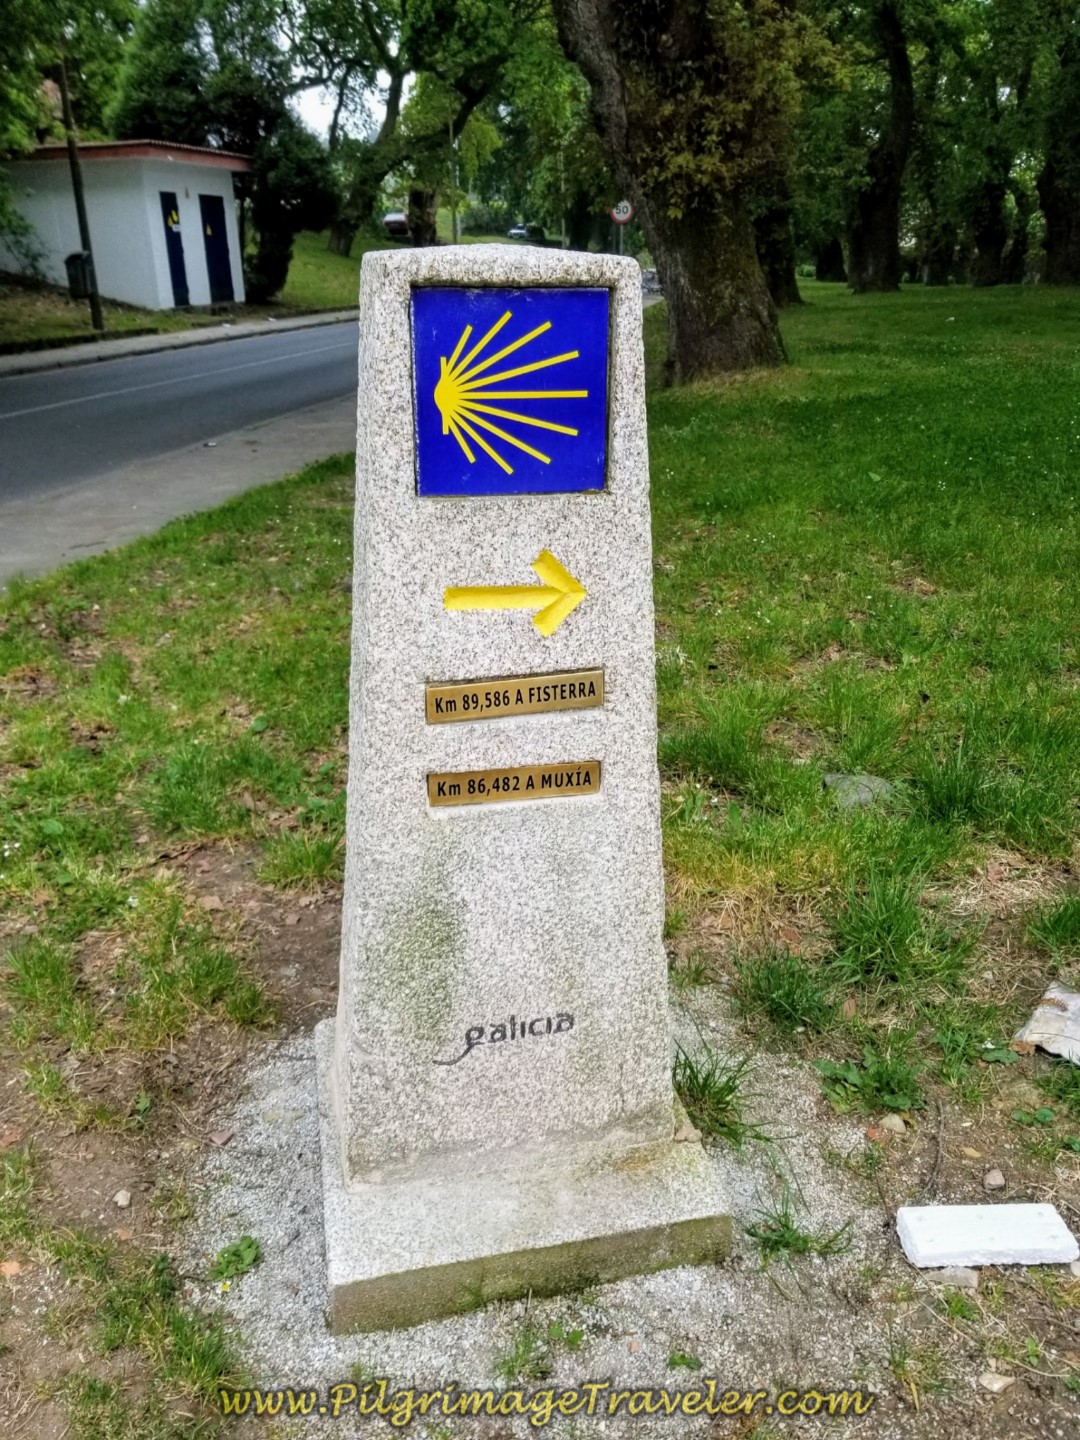 50
Km 89,586 A FISTERRA
Km 86,482 A MUXÍA
galicia
www.PilgrimageTraveler.com